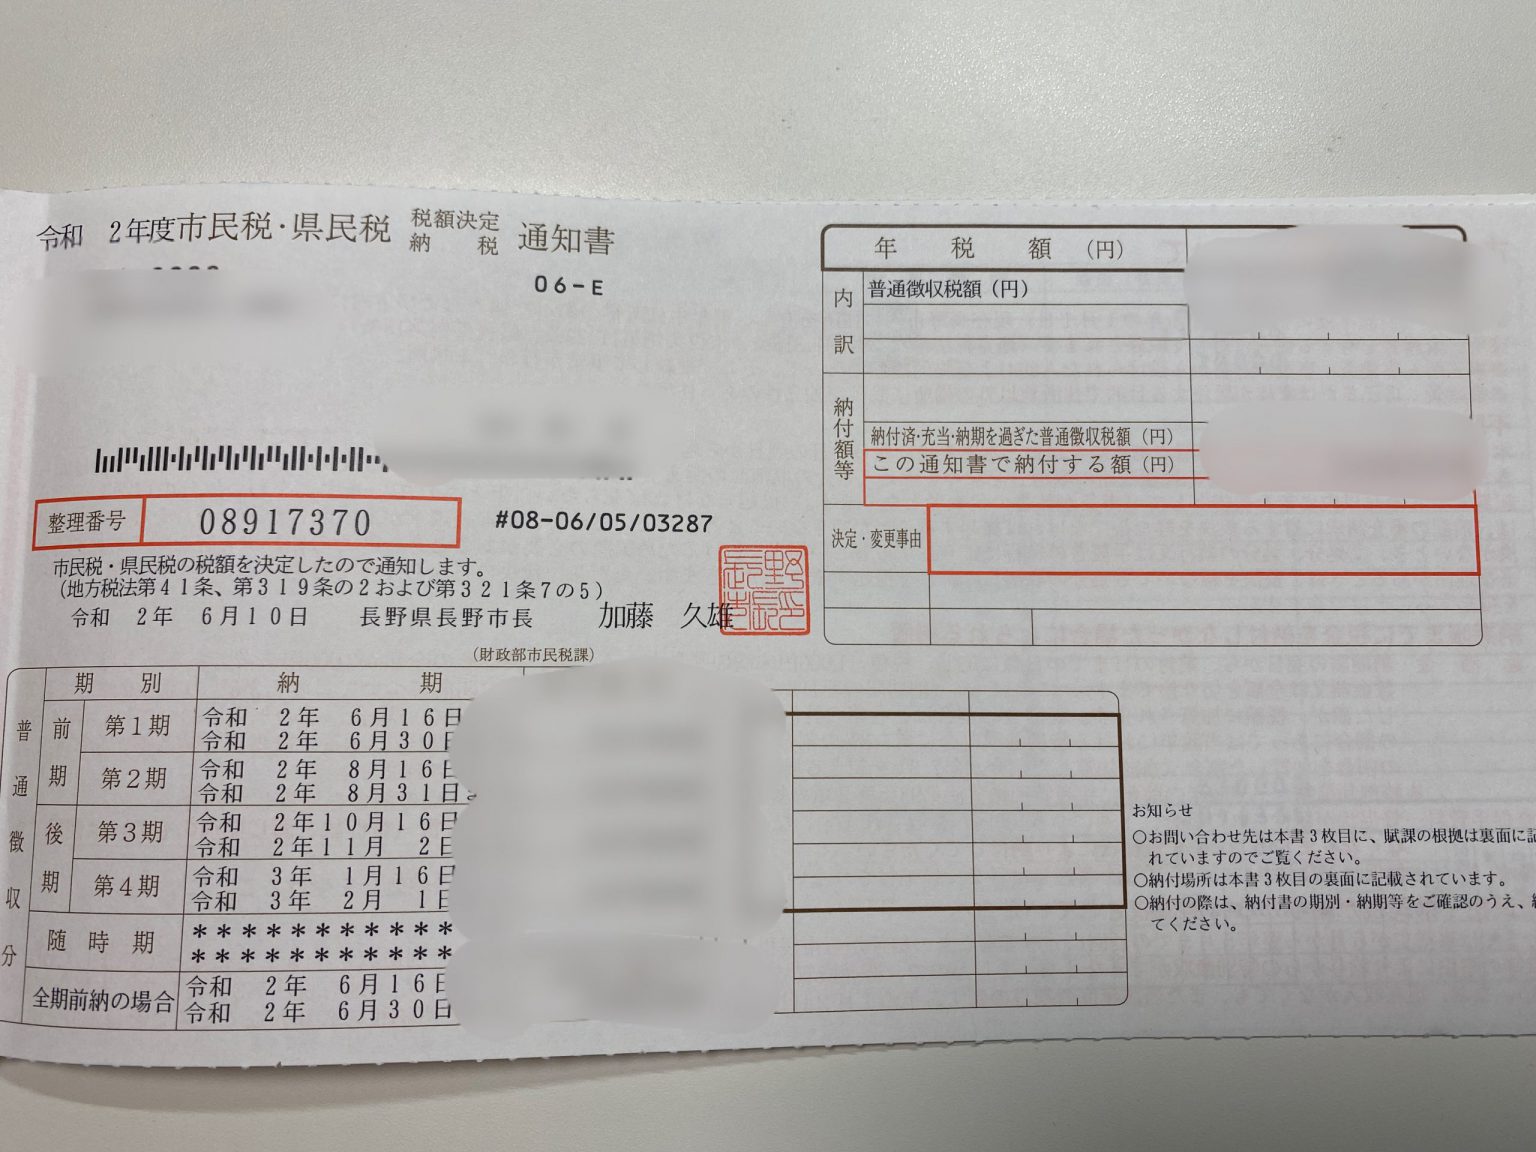 令和 2年度市民税・県民税 税額決定 納税 通知書
06-E
整理番号 08917370
#08-06/05/03287
市民税・県民税の税額を決定したので通知します。
(地方税法第41条、第319条の2および第321条7の5)
令和 2年 6月10日 長野県長野市長 加藤 久雄
(財政部市民税課)
期別 納期
普通徴収分
前期
第1期 令和 2年 6月16日
令和 2年 6月30日
第2期 令和 2年 8月16日
令和 2年 8月31日
後期
第3期 令和 2年10月16日
令和 2年11月 2日
第4期 令和 3年 1月16日
令和 3年 2月 1日
随時期 ***********
***********
全期前納の場合 令和 2年 6月16日
令和 2年 6月30日
年税額(円)
内訳
普通徴収税額(円)
納付額等
納付済・充当・納期を過ぎた普通徴収税額(円)
この通知書で納付する額(円)
決定・変更事由
お知らせ
○お問い合わせ先は本書3枚目に、賦課の根拠は裏面に記
れていますのでご覧ください。
○納付場所は本書3枚目の裏面に記載されています。
○納付の際は、納付書の期別・納期等をご確認のうえ、
てください。